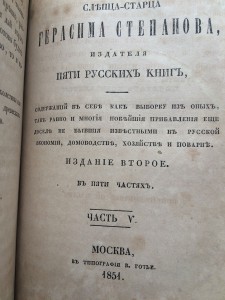 СЛѢПЦА-СТАРЦА
ГЕРАСИМА СТЕПАНОВА,
ИЗДАТЕЛЯ
ПЯТИ РУССКИХЪ КНИГЪ,
СОДЕРЖАЩІЙ ВЪ СЕБѢ КАКЪ ВЫБОРКУ ИЗЪ ОНЫХЪ,
ТАКЪ РАВНО И МНОГІЯ НОВѢЙШІЯ ПРИБАВЛЕНІЯ ЕЩЕ
ДОСЕЛѢ НЕ БЫВШІЯ ИЗВѢСТНЫМИ ВЪ РУССКОЙ
ЭКОНОМІИ, ДОМОВОДСТВѢ, ХОЗЯЙСТВѢ И ПОВАРНѢ.
ИЗДАНІЕ ВТОРОЕ.
ВЪ ПЯТИ ЧАСТЯХЪ.
ЧАСТЬ V.
МОСКВА,
ВЪ ТИПОГРАФІИ В. ГОТЬЕ.
1851.